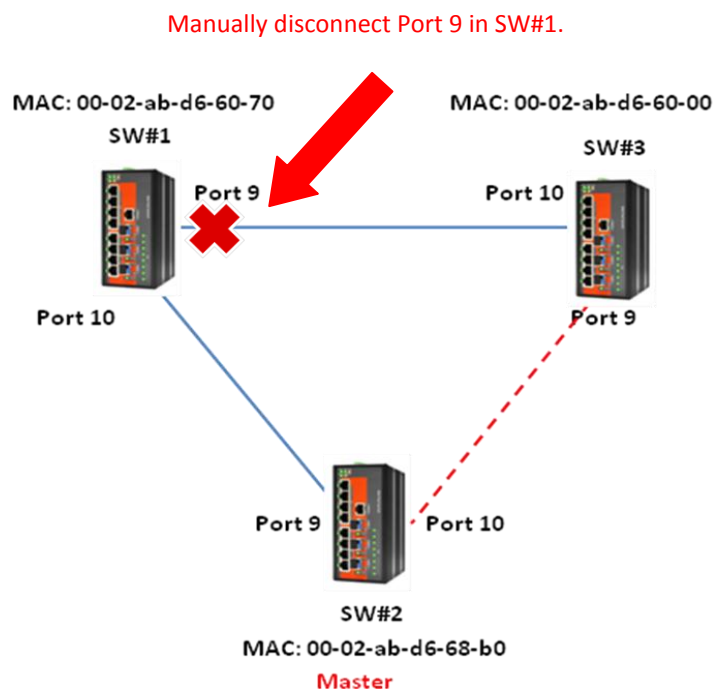 Manually disconnect Port 9 in SW#1.
MAC: 00-02-ab-d6-60-70
SW#1
MAC: 00-02-ab-d6-60-00
SW#3
Port 9
Port 10
Port 10
Port 9
Port 9
Port 10
SW#2
MAC: 00-02-ab-d6-68-b0
Master